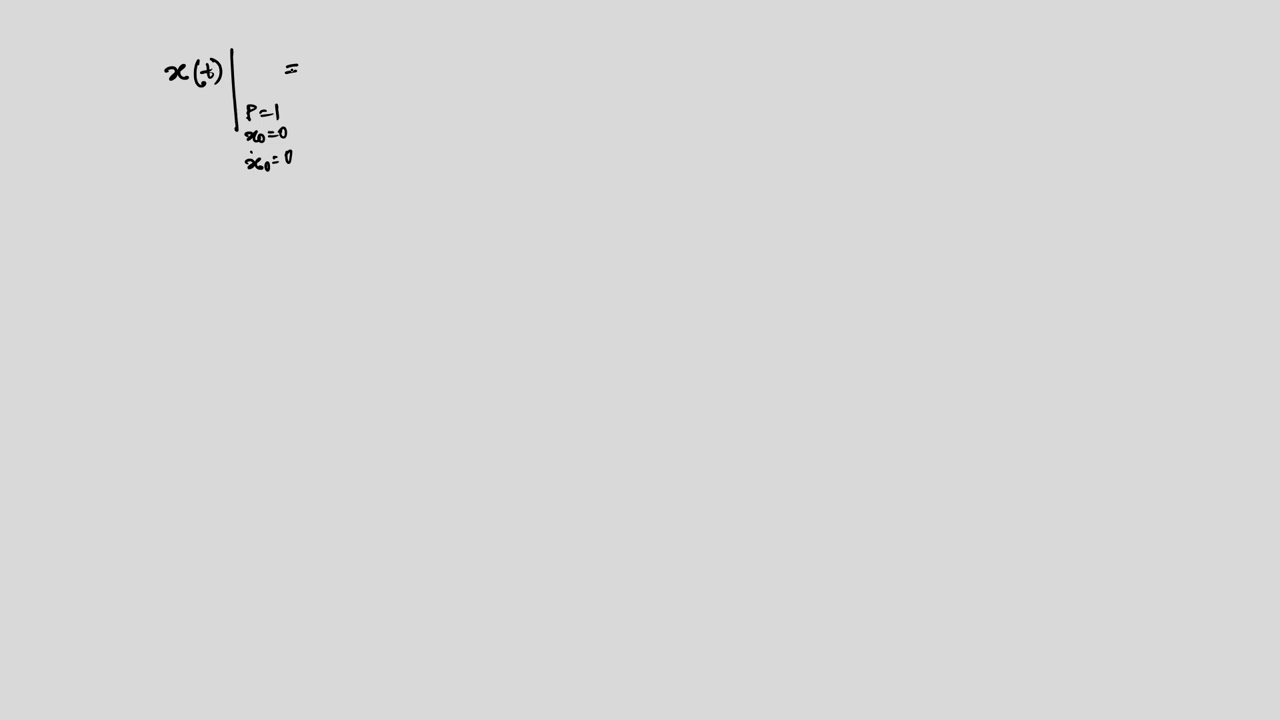 x(t)| =
P=1
x₀=0
ẋ₀=0